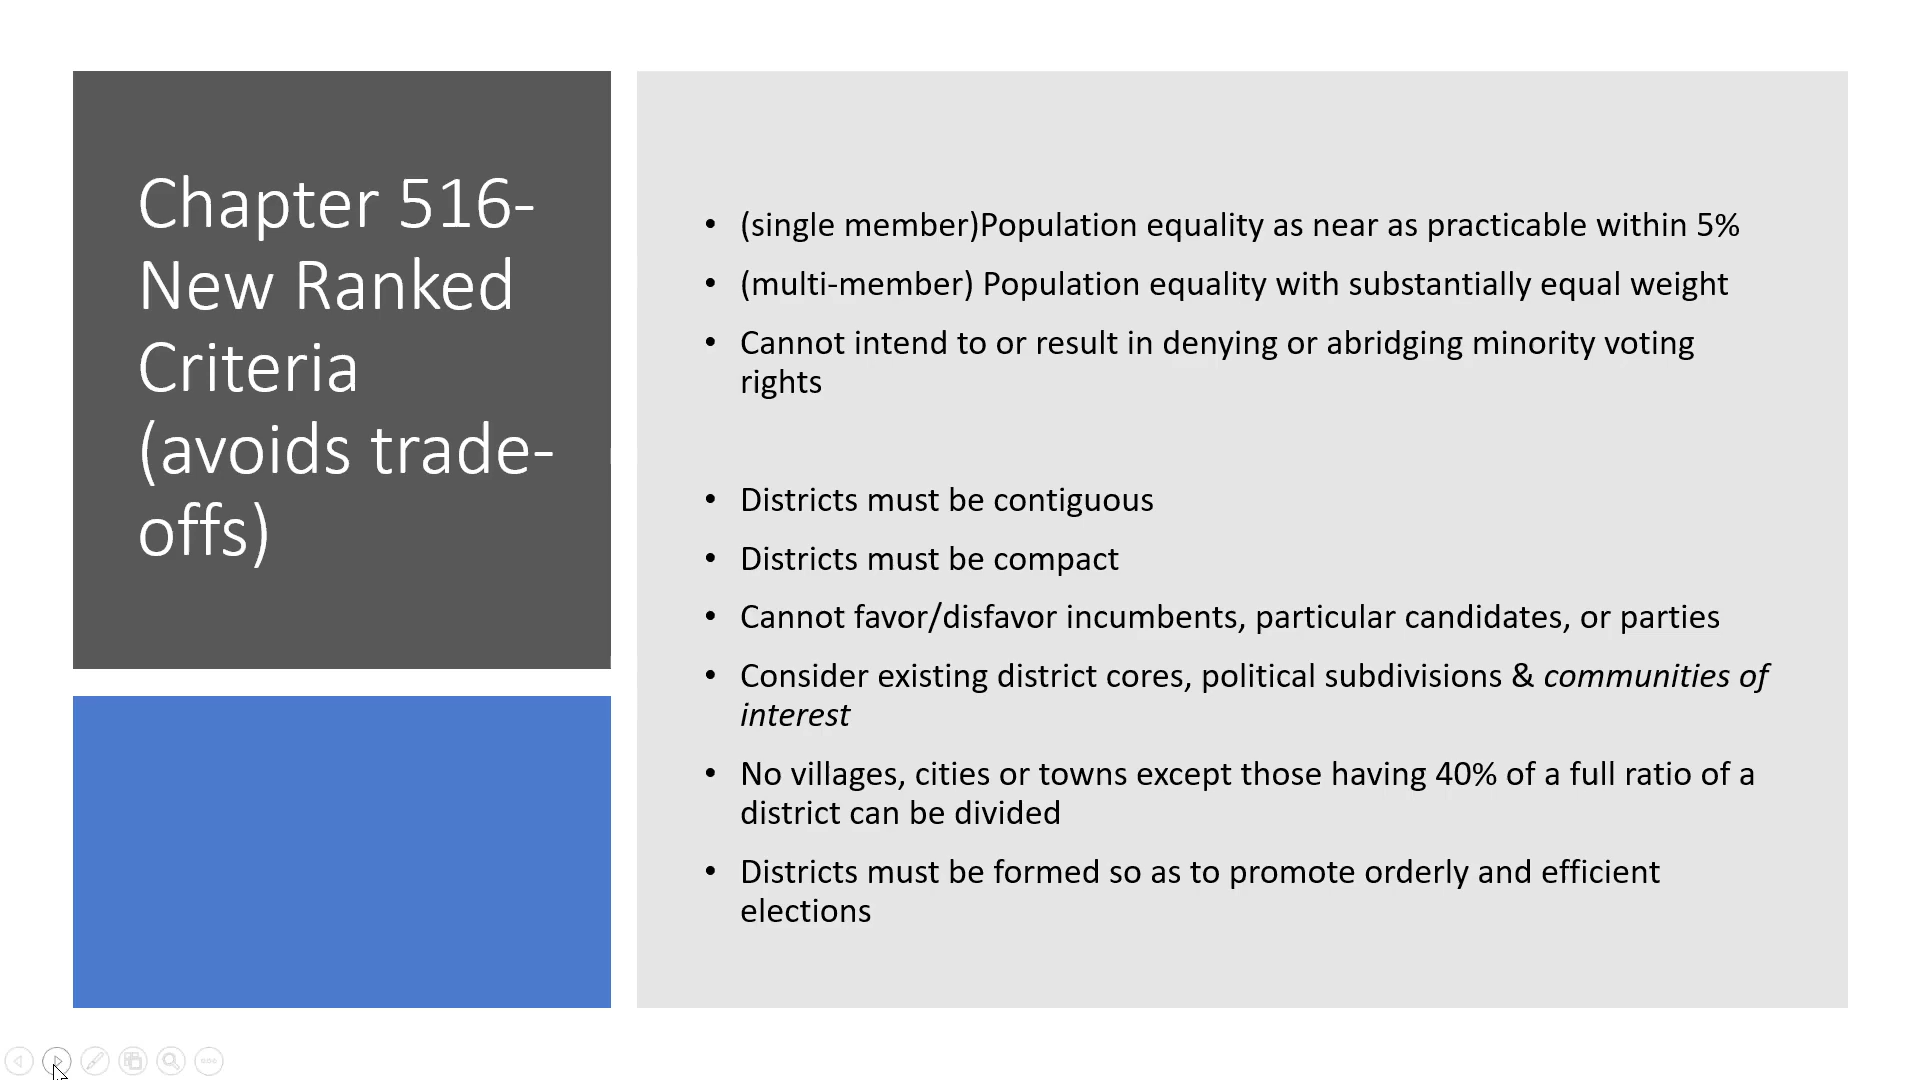 Chapter 516-
New Ranked
Criteria
(avoids trade-
offs)
• (single member)Population equality as near as practicable within 5%
• (multi-member) Population equality with substantially equal weight
• Cannot intend to or result in denying or abridging minority voting
rights
• Districts must be contiguous
• Districts must be compact
• Cannot favor/disfavor incumbents, particular candidates, or parties
• Consider existing district cores, political subdivisions & communities of
interest
• No villages, cities or towns except those having 40% of a full ratio of a
district can be divided
• Districts must be formed so as to promote orderly and efficient
elections